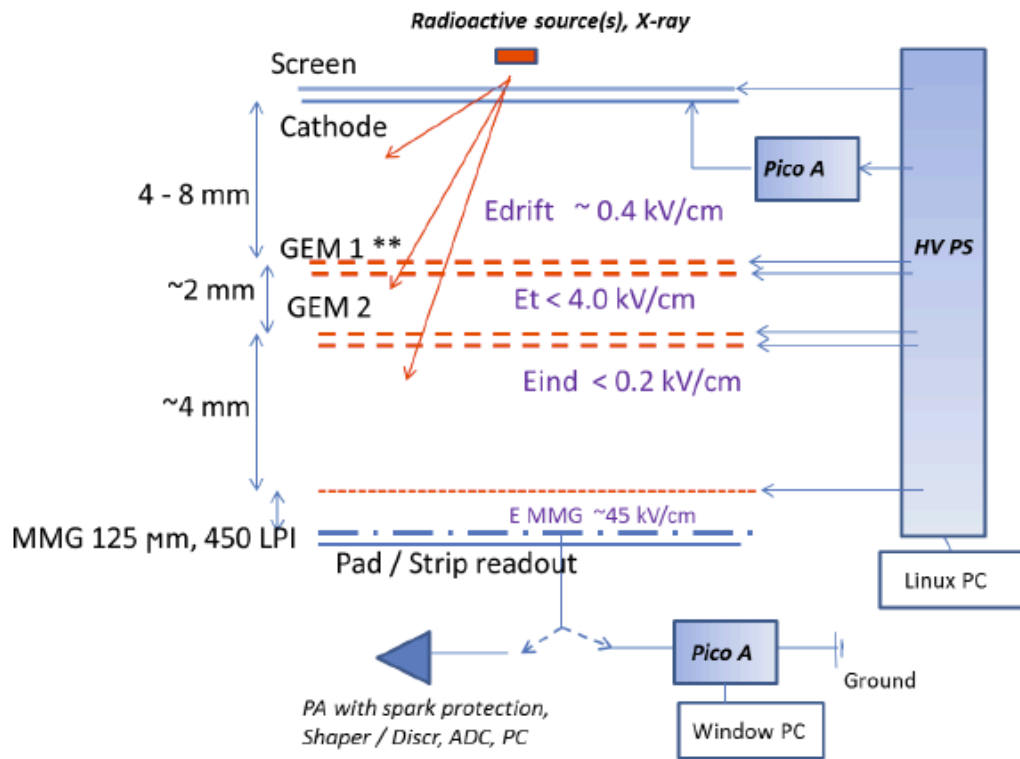 Radioactive source(s), X-ray
Screen
Cathode
Pico A
4 - 8 mm
Edrift ~ 0.4 kV/cm
HV PS
GEM 1 **
~2 mm
Et < 4.0 kV/cm
GEM 2
Eind < 0.2 kV/cm
~4 mm
E MMG ~45 kV/cm
MMG 125 μm, 450 LPI
Pad / Strip readout
Linux PC
Pico A
Ground
PA with spark protection,
Shaper / Discr, ADC, PC
Window PC